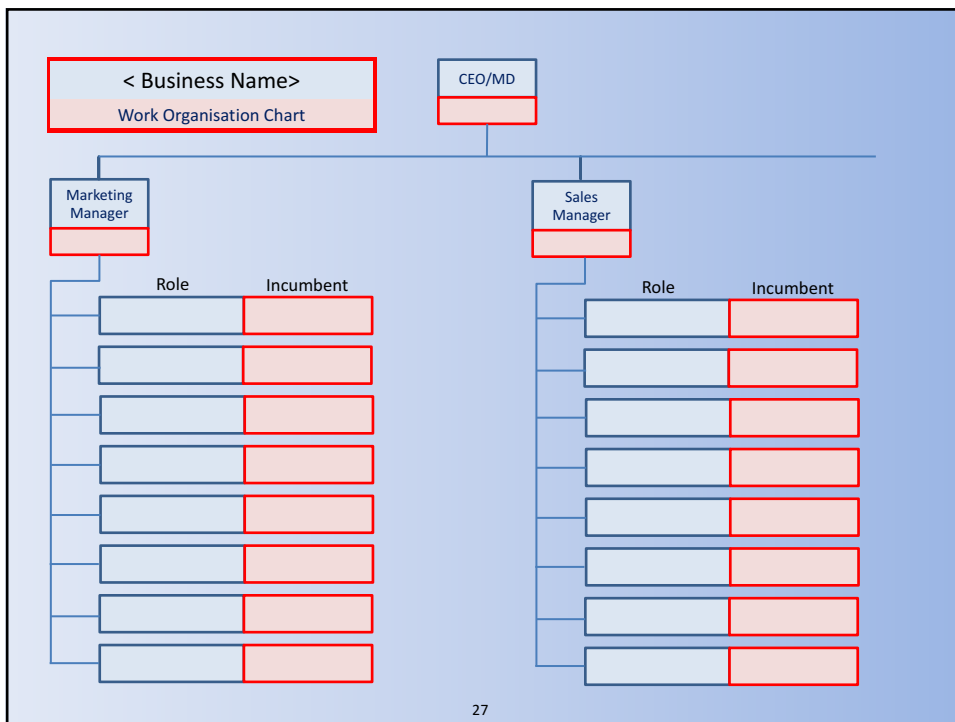 < Business Name>
Work Organisation Chart
CEO/MD
Marketing
Manager
Sales
Manager
Role Incumbent
Role Incumbent
27